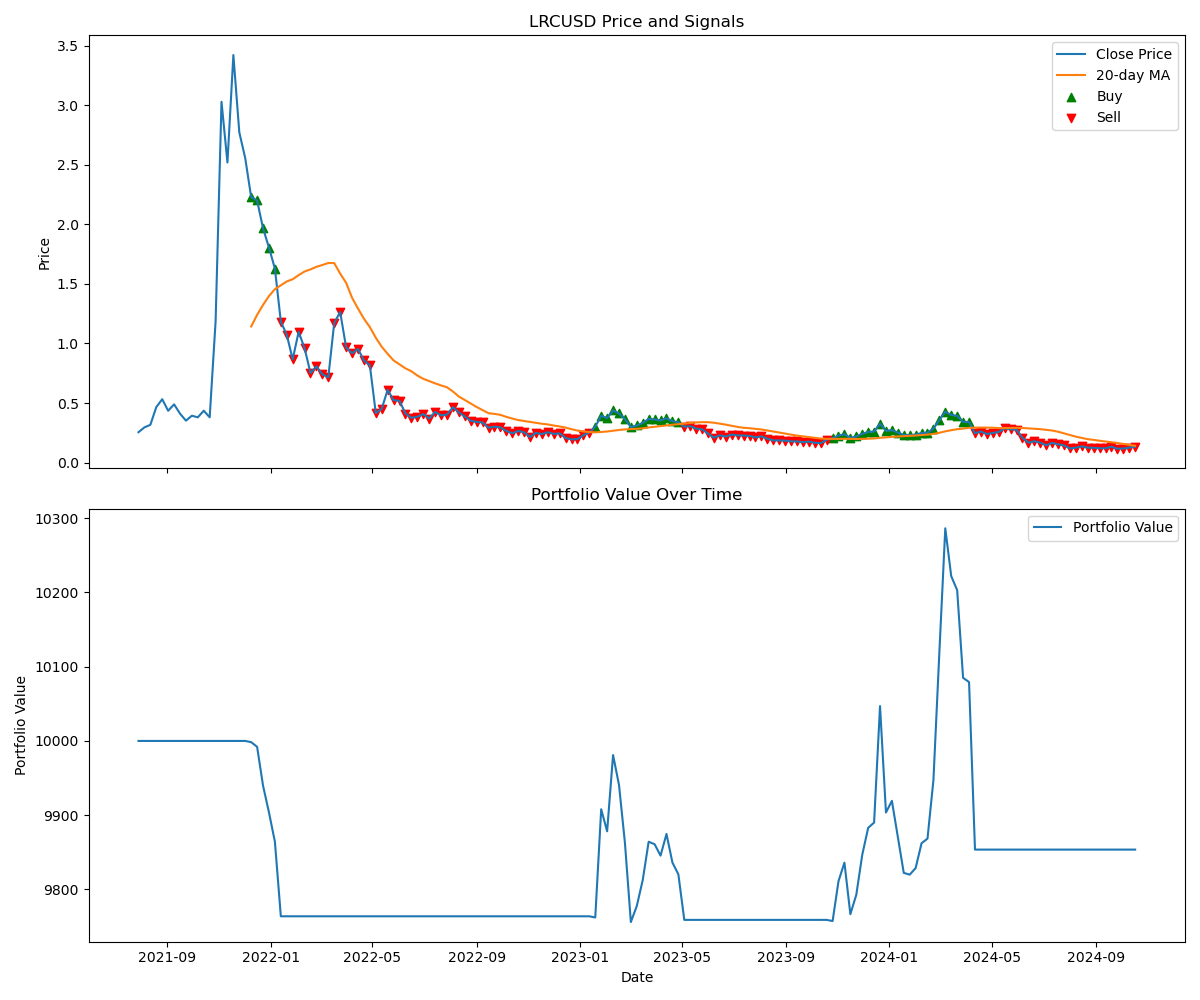 LRCUSD Price and Signals
Price
3.5
3.0
2.5
2.0
1.5
1.0
0.5
0.0
Close Price
20-day MA
Buy
Sell
Portfolio Value Over Time
Portfolio Value
10300
10200
10100
10000
9900
9800
Portfolio Value
2021-09 2022-01 2022-05 2022-09 2023-01 2023-05 2023-09 2024-01 2024-05 2024-09
Date